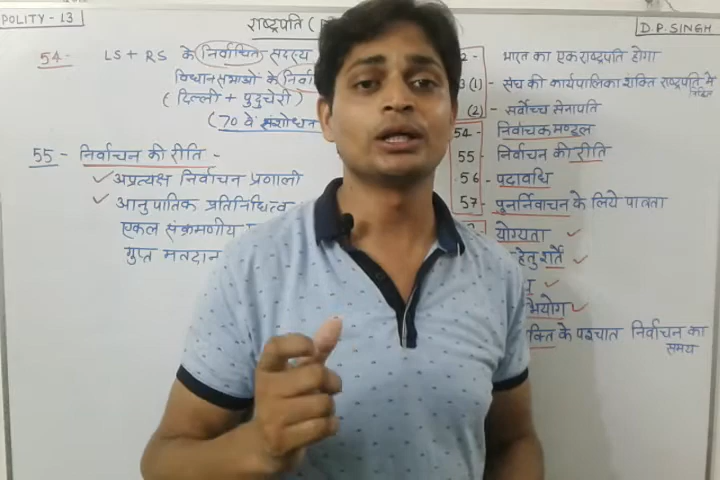 POLITY - 13
राष्ट्रपति (
D.P. SINGH
54- LS + RS के निर्वाचित सदस्य
विधानसभाओं के
( दिल्ली + पुडुचेरी )
( 70 वें संशोधन
55 - निर्वाचन की रीति -
✓ अप्रत्यक्ष निर्वाचन प्रणाली
✓ आनुपातिक प्रतिनिधित्व
एकल संक्रमणीय
गुप्त मतदान
भारत का एक राष्ट्रपति होगा
(1) - संघ की कार्यपालिका शक्ति राष्ट्रपति में
(2) - सर्वोच्च सेनापति
54 - निर्वाचक मण्डल
55 - निर्वाचन की रीति
56 - पदावधि
57 - पुनर्निर्वाचन के लिये पात्रता
योग्यता ✓
हेतु शर्तें ✓
के पश्चात निर्वाचन का
समय